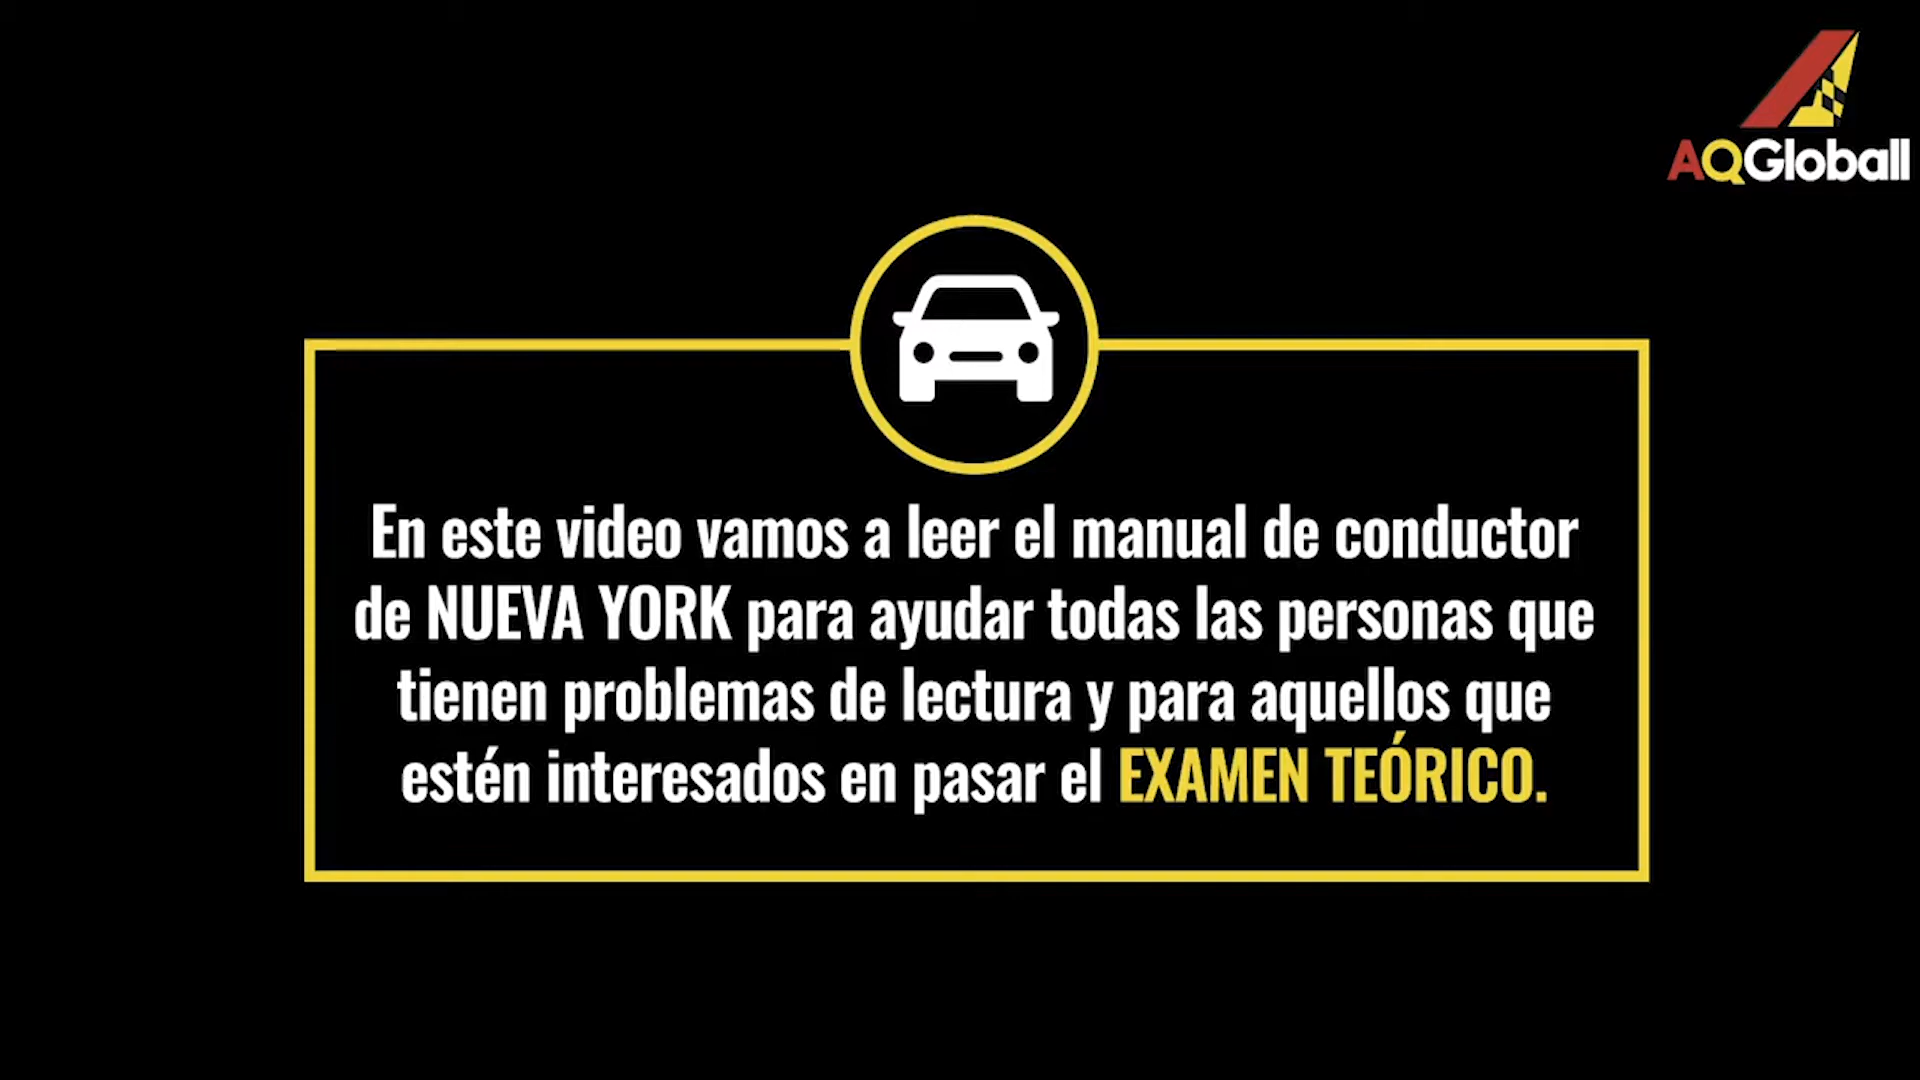 AQGloball
En este video vamos a leer el manual de conductor
de NUEVA YORK para ayudar todas las personas que
tienen problemas de lectura y para aquellos que
estén interesados en pasar el EXAMEN TEÓRICO.